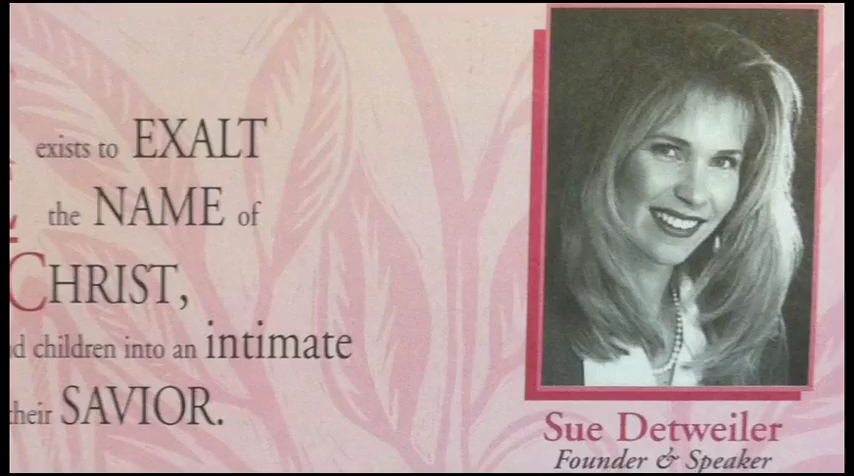 exists to EXALT
the NAME of
CHRIST,
children into an intimate
their SAVIOR.
Sue Detweiler
Founder & Speaker